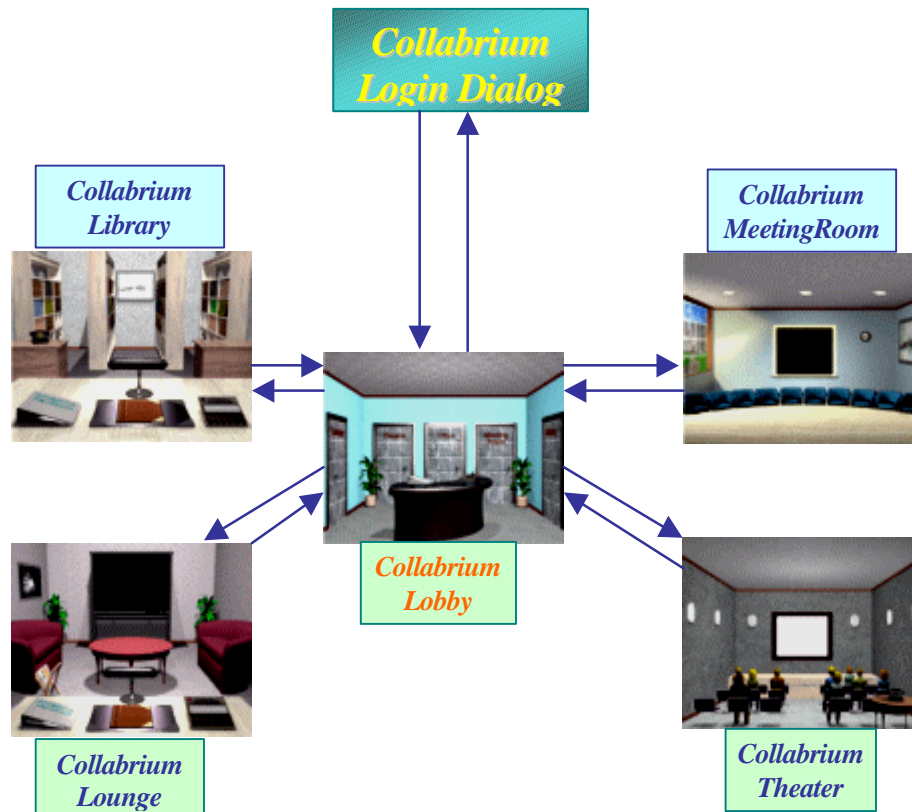 Collabrium
Login Dialog
Collabrium
Library
Collabrium
MeetingRoom
Collabrium
Lobby
Collabrium
Lounge
Collabrium
Theater